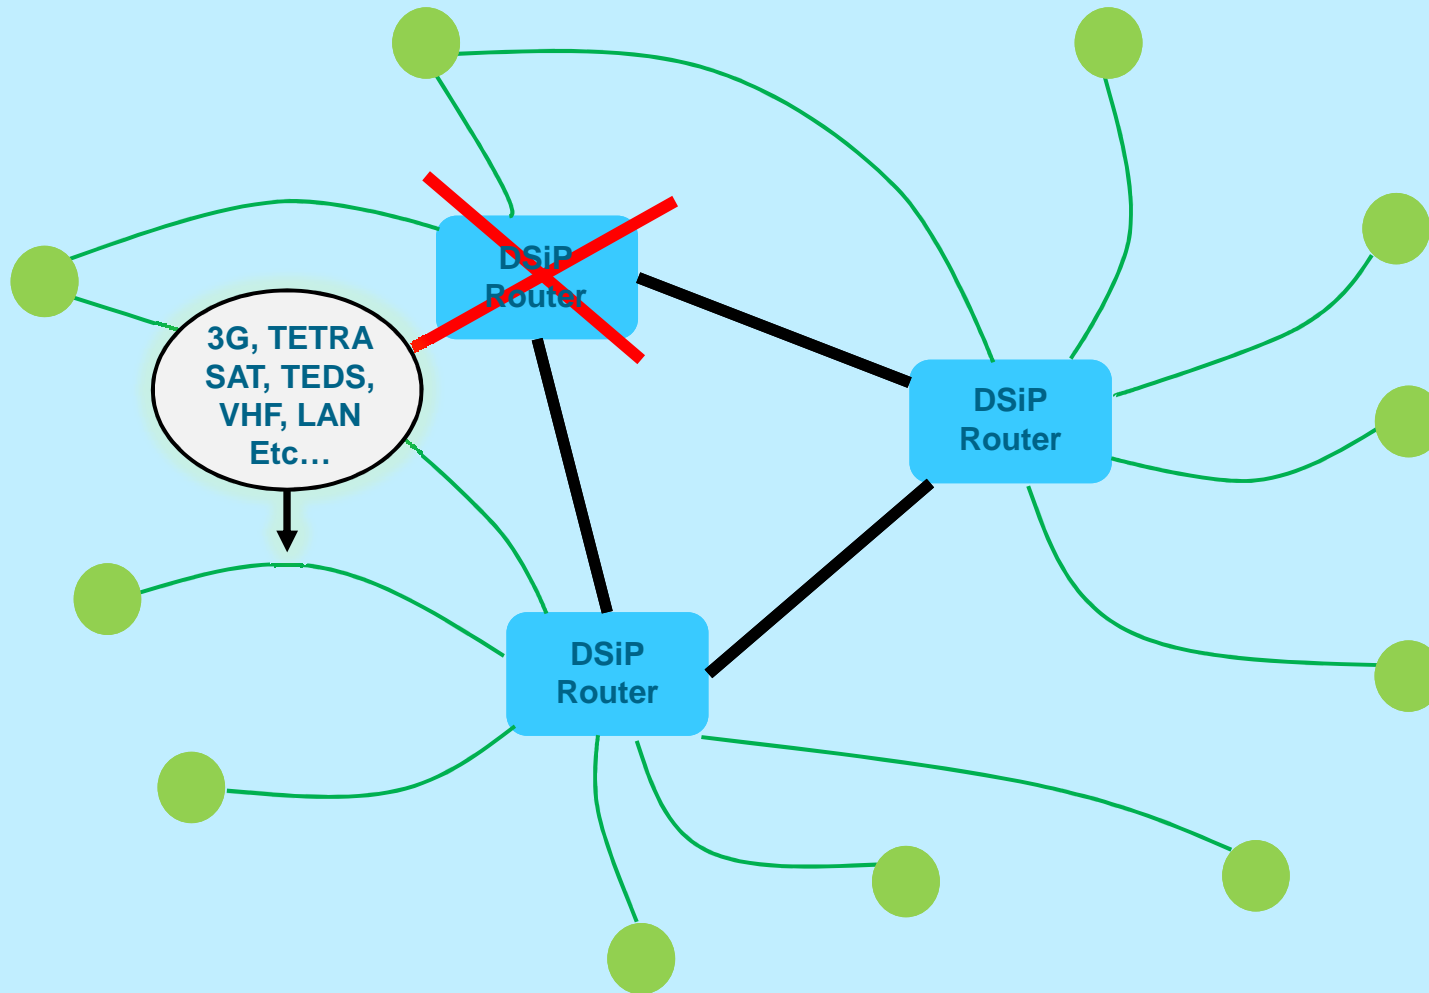 DSiP
Router
3G, TETRA
SAT, TEDS,
VHF, LAN
Etc…
DSiP
Router
DSiP
Router